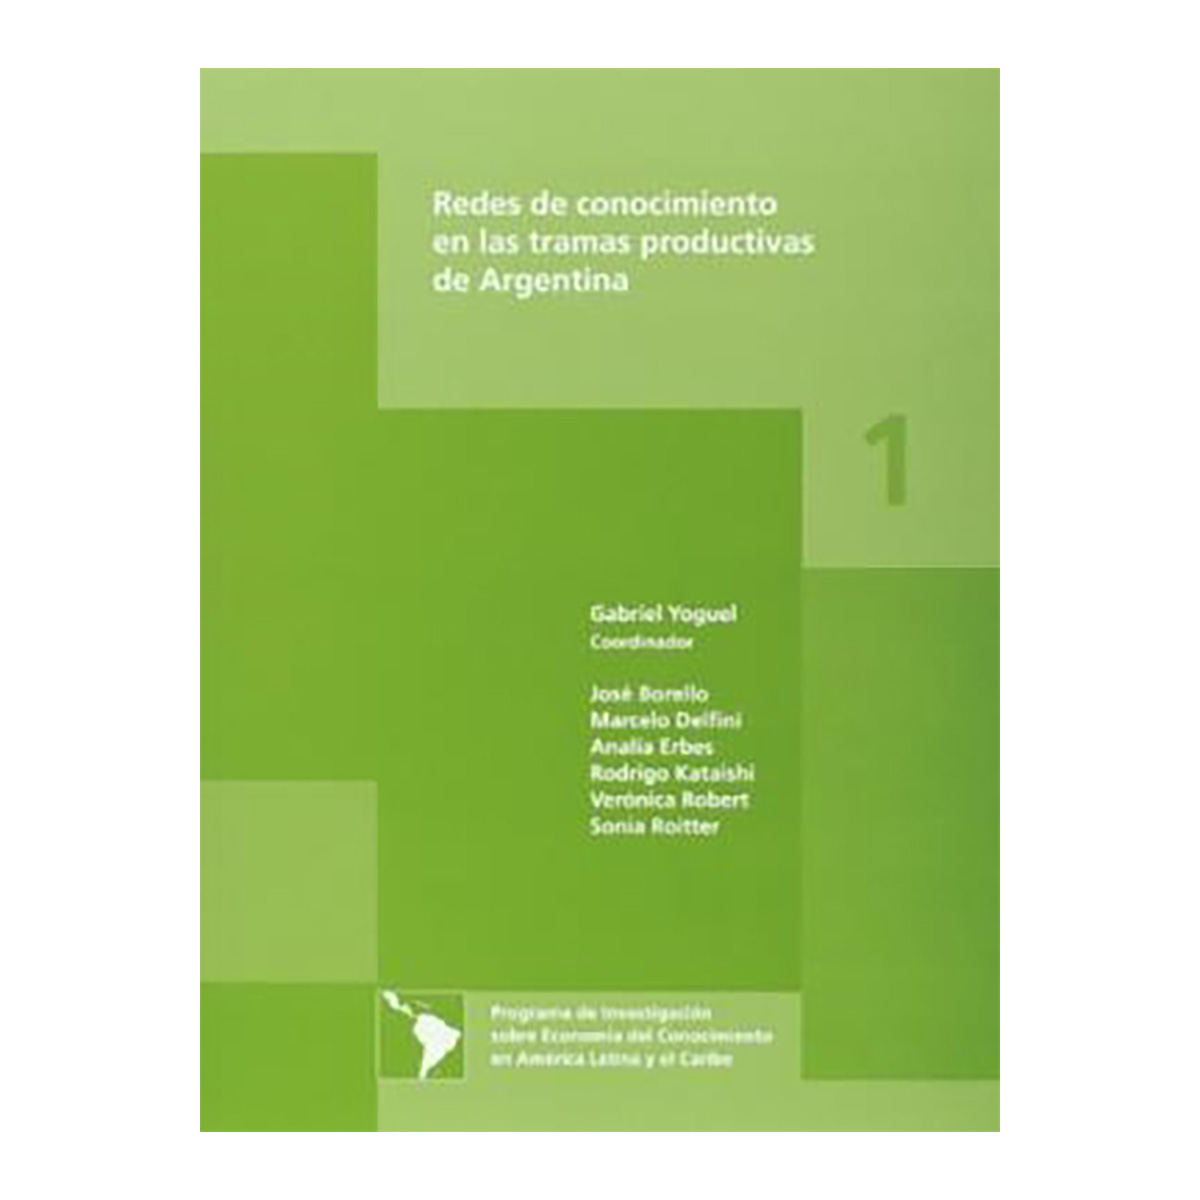 Redes de conocimiento
en las tramas productivas
de Argentina
1
Gabriel Yoguel
Coordinador
José Borello
Marcelo Delfini
Analía Erbes
Rodrigo Kataishi
Verónica Robert
Sonia Roitter
Programa de Investigación
sobre Economía del Conocimiento
en América Latina y el Caribe